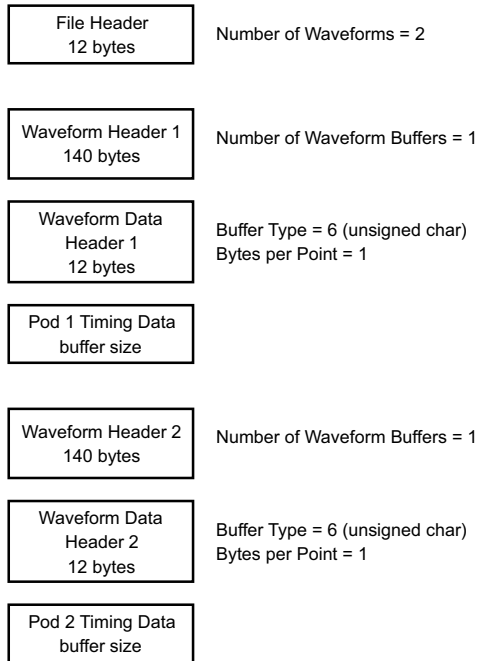 File Header
12 bytes
Number of Waveforms = 2
Waveform Header 1
140 bytes
Number of Waveform Buffers = 1
Waveform Data
Header 1
12 bytes
Buffer Type = 6 (unsigned char)
Bytes per Point = 1
Pod 1 Timing Data
buffer size
Waveform Header 2
140 bytes
Number of Waveform Buffers = 1
Waveform Data
Header 2
12 bytes
Buffer Type = 6 (unsigned char)
Bytes per Point = 1
Pod 2 Timing Data
buffer size